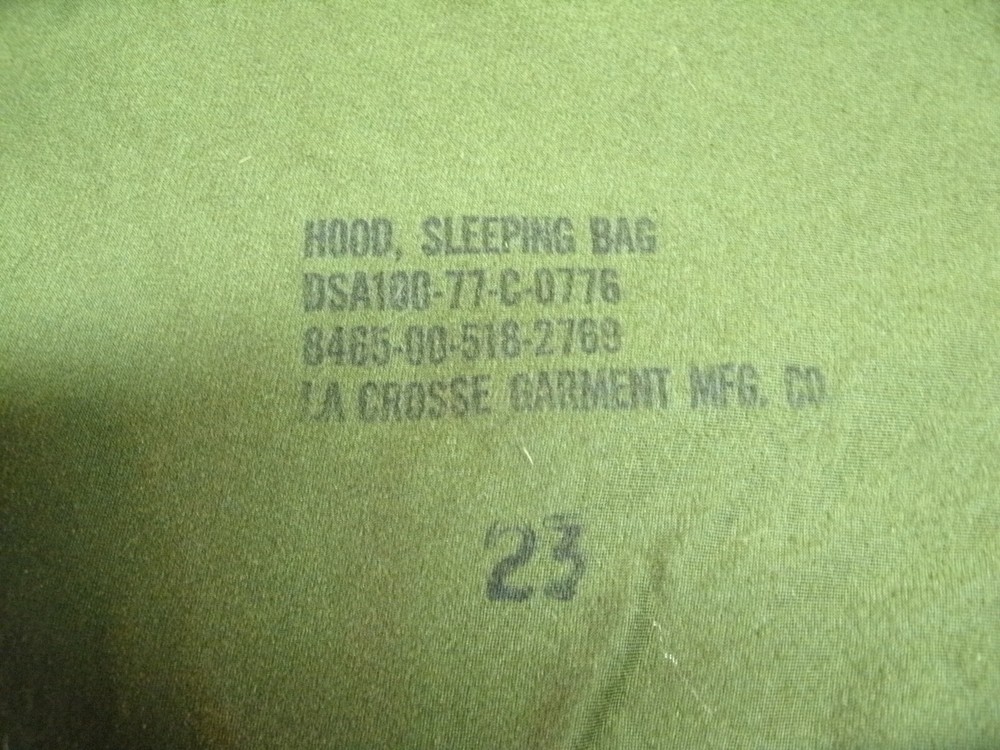 HOOD, SLEEPING BAG
DSA100-77-C-0776
8465-00-518-2769
LA CROSSE GARMENT MFG. CO.
23